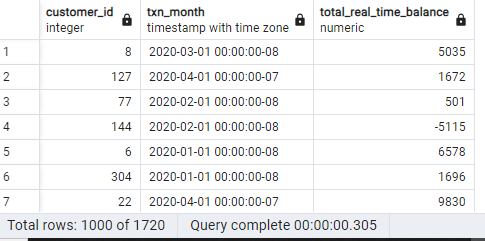 customer_id txn_month total_real_time_balance
integer timestamp with time zone numeric
1 8 2020-03-01 00:00:00-08 5035
2 127 2020-04-01 00:00:00-07 1672
3 77 2020-02-01 00:00:00-08 501
4 144 2020-02-01 00:00:00-08 -5115
5 6 2020-01-01 00:00:00-08 6578
6 304 2020-01-01 00:00:00-08 1696
7 22 2020-04-01 00:00:00-07 9830
Total rows: 1000 of 1720 Query complete 00:00:00.305